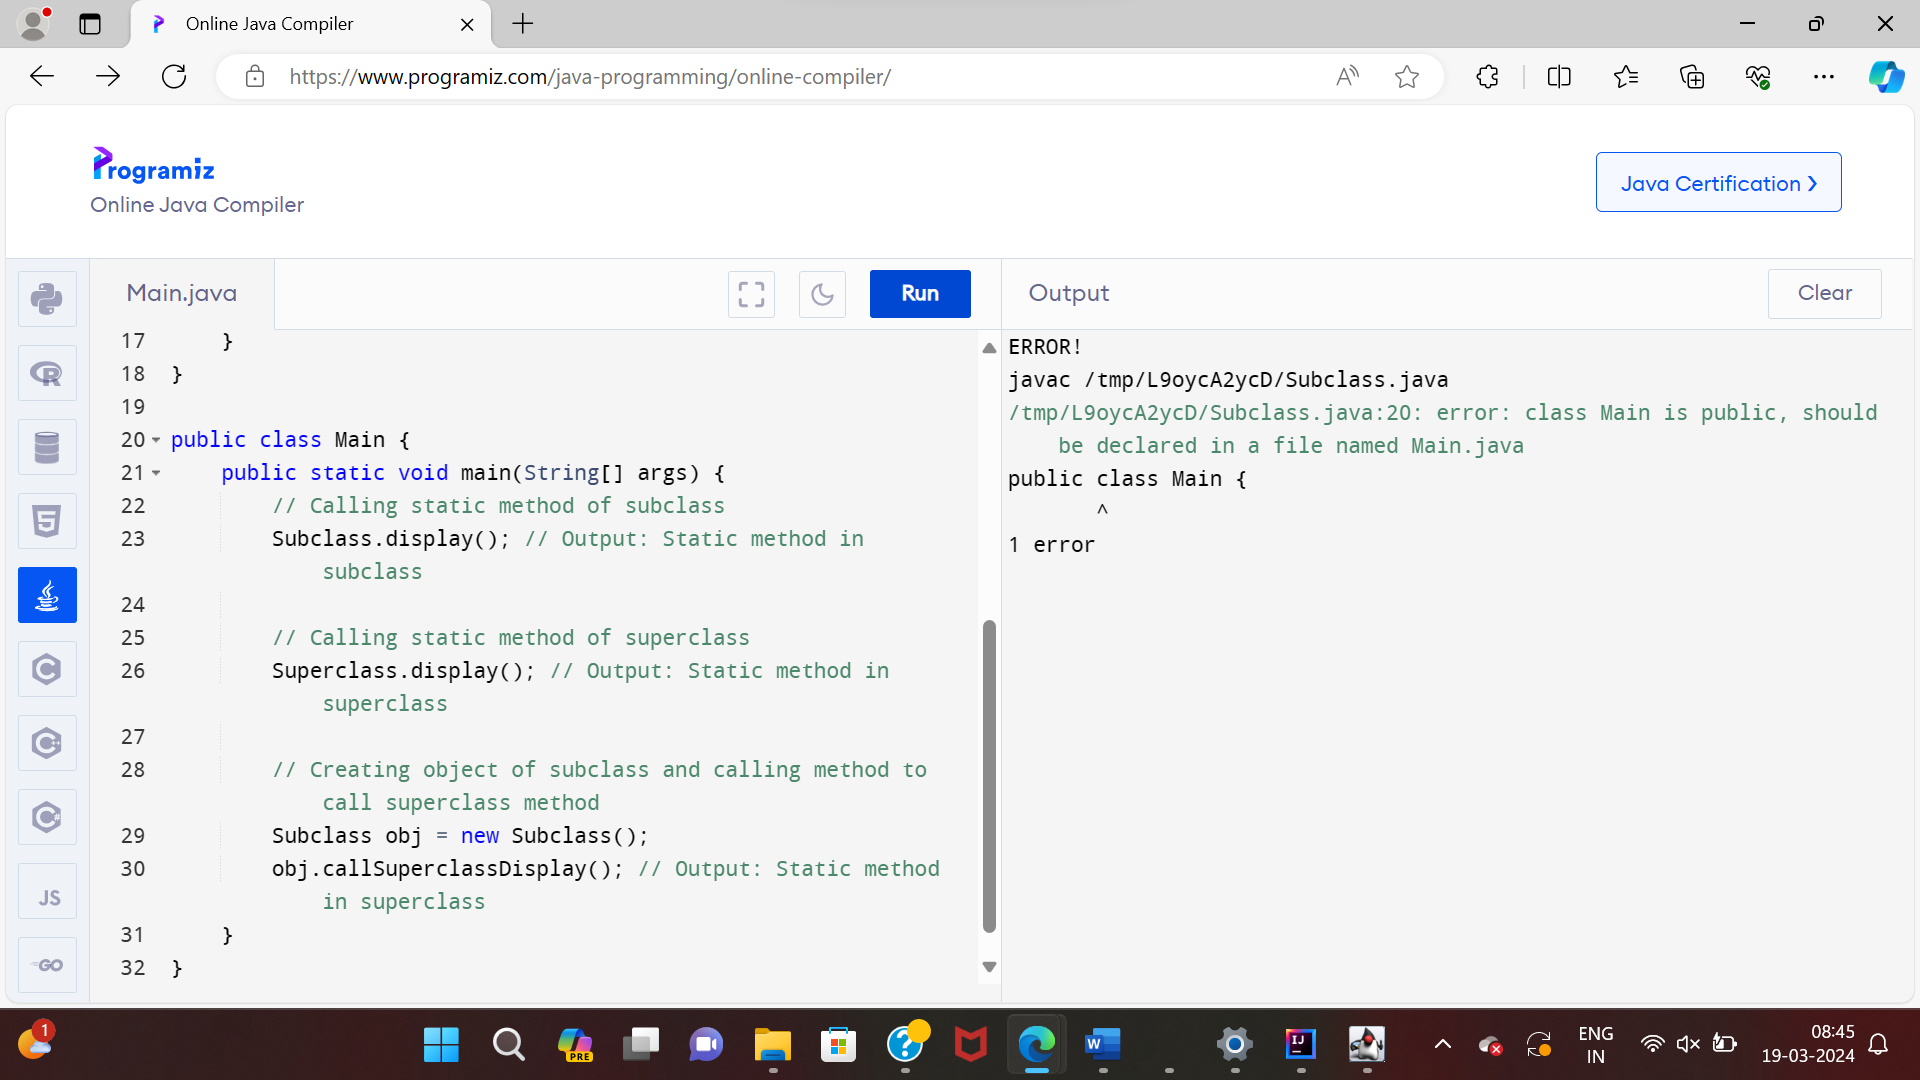 Online Java Compiler
https://www.programiz.com/java-programming/online-compiler/
Programiz
Online Java Compiler
Java Certification ❯
Main.java
Run
Output
Clear
17 }
18 }
19
20 public class Main {
21 public static void main(String[] args) {
22 // Calling static method of subclass
23 Subclass.display(); // Output: Static method in
subclass
24
25 // Calling static method of superclass
26 Superclass.display(); // Output: Static method in
superclass
27
28 // Creating object of subclass and calling method to
call superclass method
29 Subclass obj = new Subclass();
30 obj.callSuperclassDisplay(); // Output: Static method
in superclass
31 }
32 }
ERROR!
javac /tmp/L9oycA2ycD/Subclass.java
/tmp/L9oycA2ycD/Subclass.java:20: error: class Main is public, should
be declared in a file named Main.java
public class Main {
^
1 error
R
5
C
C++
C#
JS
GO
1
PRE
W
IJ
ENG
IN
08:45
19-03-2024